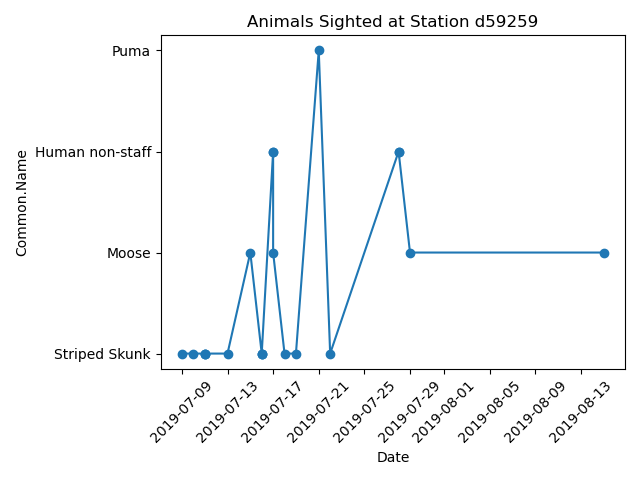 Animals Sighted at Station d59259
Puma
Human non-staff
Moose
Striped Skunk
Common.Name
2019-07-09
2019-07-13
2019-07-17
2019-07-21
2019-07-25
2019-07-29
2019-08-01
2019-08-05
2019-08-09
2019-08-13
Date